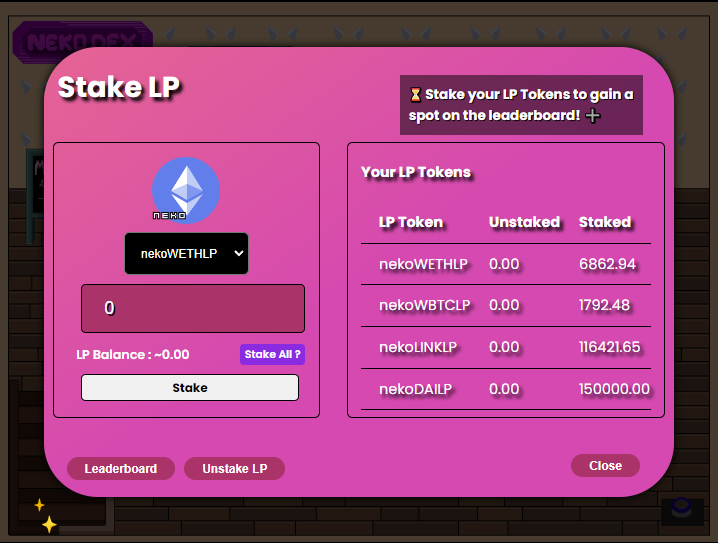 NEKO DEX
Stake LP
⏳ Stake your LP Tokens to gain a
spot on the leaderboard! ➕
NEKO
nekoWETHLP
0
LP Balance : ~0.00
Stake All ?
Stake
Your LP Tokens
LP Token Unstaked Staked
nekoWETHLP 0.00 6862.94
nekoWBTCLP 0.00 1792.48
nekoLINKLP 0.00 116421.65
nekoDAILP 0.00 150000.00
Leaderboard
Unstake LP
Close